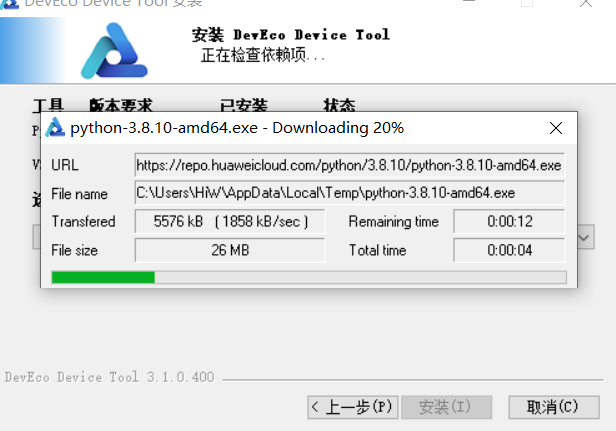 DevEco Device Tool 安装
安装 DevEco Device Tool
正在检查依赖项...
工具 版本要求 已安装 状态
python-3.8.10-amd64.exe - Downloading 20%
URL https://repo.huaweicloud.com/python/3.8.10/python-3.8.10-amd64.exe
File name C:\Users\HiW\AppData\Local\Temp\python-3.8.10-amd64.exe
Transfered 5576 kB ( 1858 kB/sec ) Remaining time 0:00:12
File size 26 MB Total time 0:00:04
DevEco Device Tool 3.1.0.400
< 上一步(P) 安装(I) 取消(C)